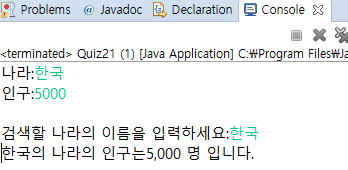 Problems @ Javadoc Declaration Console
<terminated> Quiz21 (1) [Java Application] C:₩Program Files₩Ja
나라:한국
인구:5000
검색할 나라의 이름을 입력하세요:한국
한국의 나라의 인구는5,000 명 입니다.